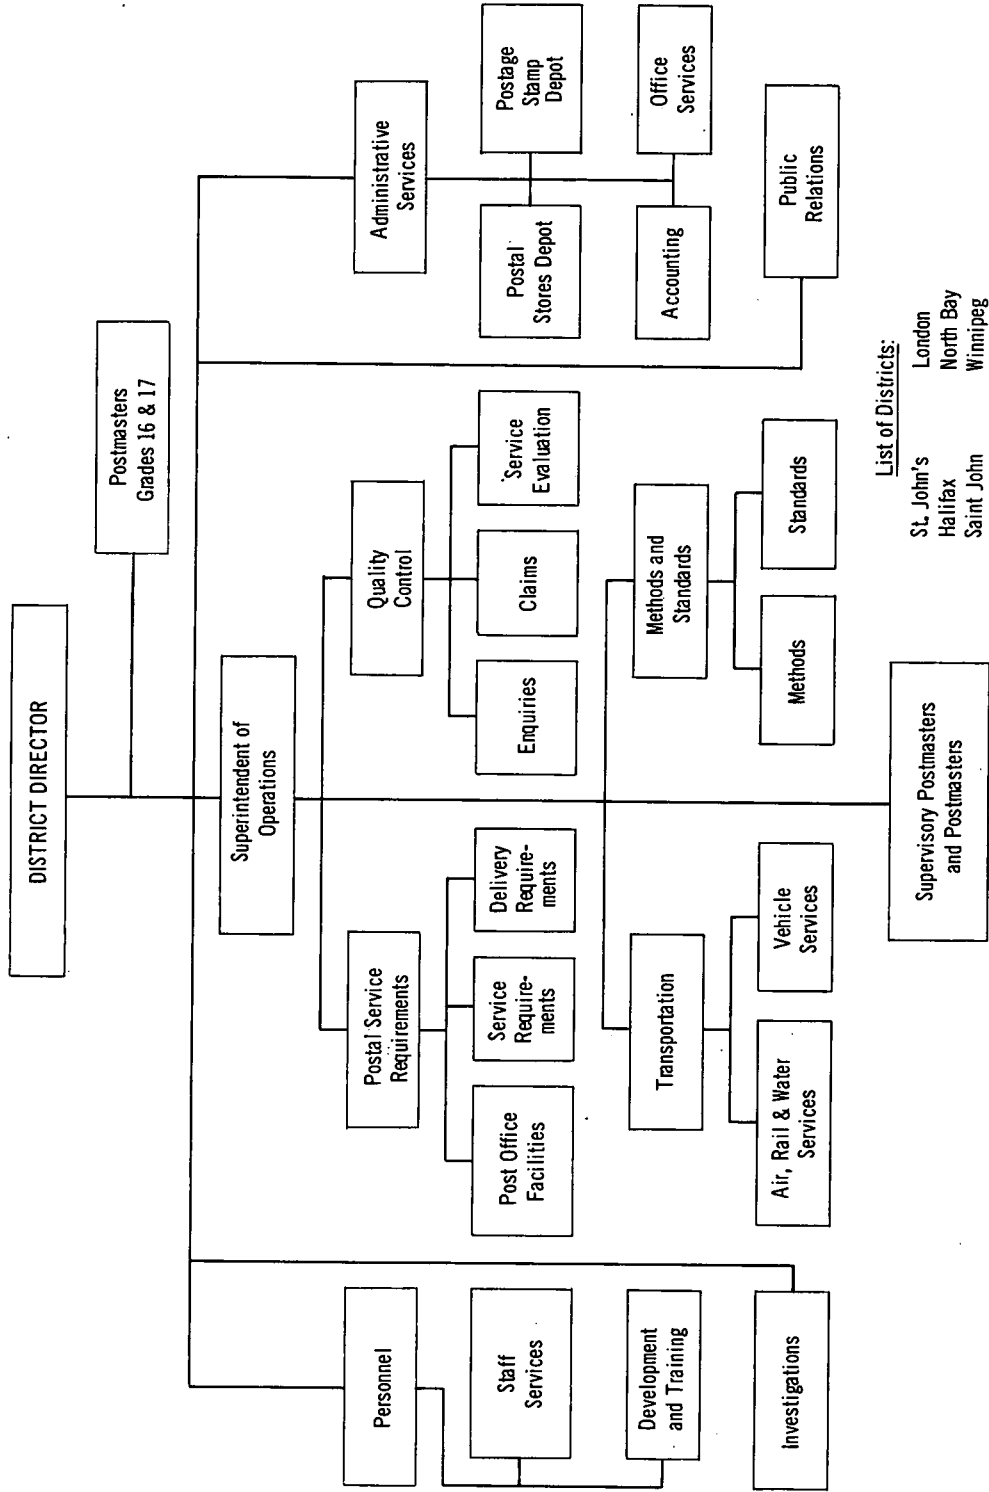 DISTRICT DIRECTOR
Postmasters
Grades 16 & 17
Superintendent of
Operations
Personnel
Staff
Services
Development
and Training
Investigations
Postal Service
Requirements
Post Office
Facilities
Service
Require-
ments
Delivery
Require-
ments
Quality
Control
Enquiries
Claims
Service
Evaluation
Transportation
Air, Rail & Water
Services
Vehicle
Services
Methods and
Standards
Methods
Standards
Administrative
Services
Postal
Stores Depot
Postage
Stamp
Depot
Accounting
Office
Services
Public
Relations
Supervisory Postmasters
and Postmasters
List of Districts:
St. John's
Halifax
Saint John
London
North Bay
Winnipeg